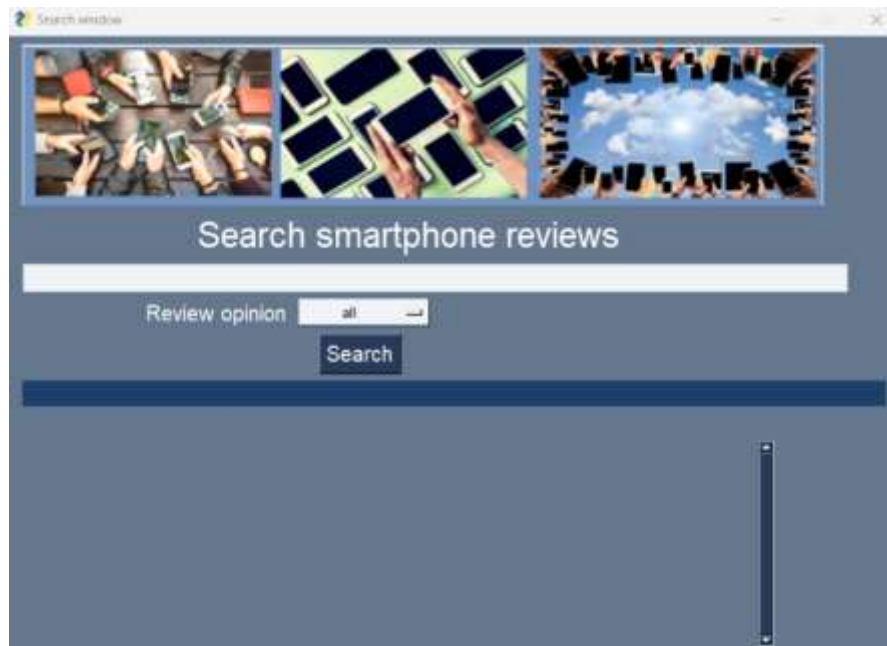 Search window
Search smartphone reviews
Review opinion all
Search